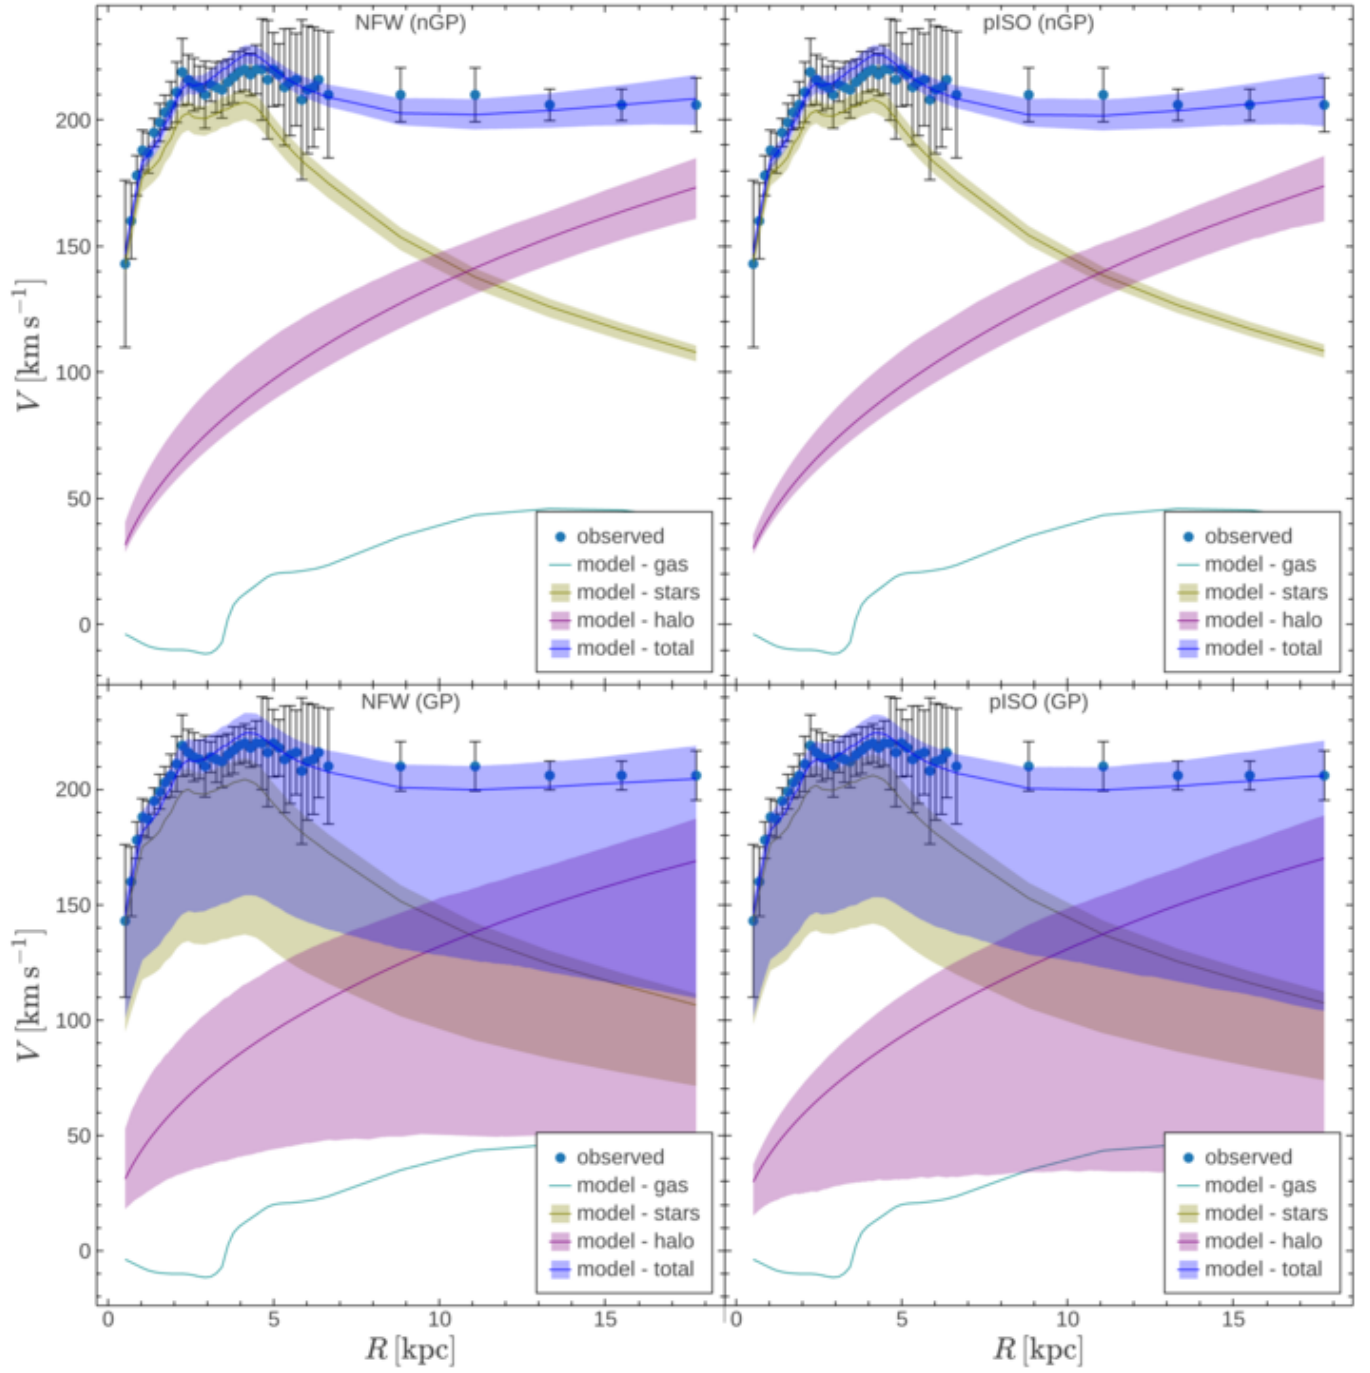 NFW (nGP)
pISO (nGP)
200
150
100
50
0
V [km s⁻¹]
observed
model - gas
model - stars
model - halo
model - total
observed
model - gas
model - stars
model - halo
model - total
NFW (GP)
pISO (GP)
200
150
100
50
0
V [km s⁻¹]
observed
model - gas
model - stars
model - halo
model - total
observed
model - gas
model - stars
model - halo
model - total
0 5 10 15 0 5 10 15
R [kpc] R [kpc]